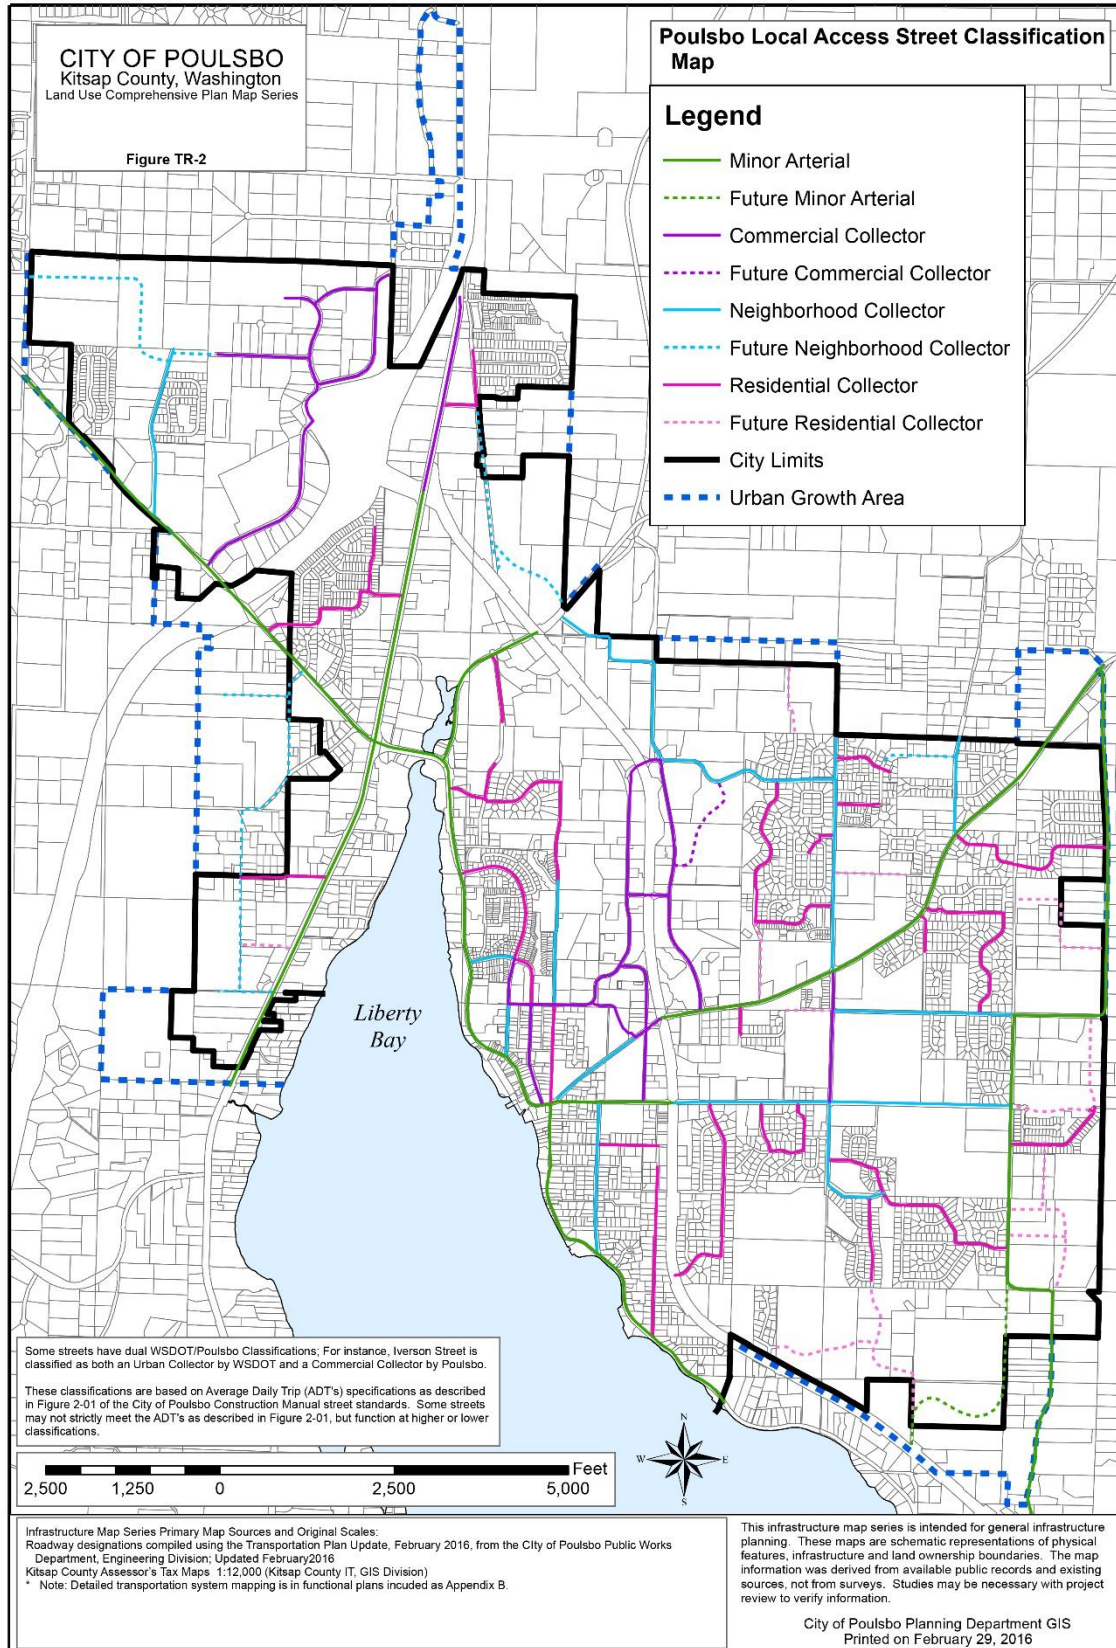 CITY OF POULSBO
Kitsap County, Washington
Land Use Comprehensive Plan Map Series
Figure TR-2
Poulsbo Local Access Street Classification
Map
Legend
Minor Arterial
Future Minor Arterial
Commercial Collector
Future Commercial Collector
Neighborhood Collector
Future Neighborhood Collector
Residential Collector
Future Residential Collector
City Limits
Urban Growth Area
Liberty
Bay
Some streets have dual WSDOT/Poulsbo Classifications; For instance, Iverson Street is
classified as both an Urban Collector by WSDOT and a Commercial Collector by Poulsbo.
These classifications are based on Average Daily Trip (ADT's) specifications as described
in Figure 2-01 of the City of Poulsbo Construction Manual street standards. Some streets
may not strictly meet the ADT's as described in Figure 2-01, but function at higher or lower
classifications.
N
W E
S
Feet
2,500 1,250 0 2,500 5,000
Infrastructure Map Series Primary Map Sources and Original Scales:
Roadway designations compiled using the Transportation Plan Update, February 2016, from the CIty of Poulsbo Public Works
Department, Engineering Division; Updated February2016
Kitsap County Assessor's Tax Maps 1:12,000 (Kitsap County IT, GIS Division)
* Note: Detailed transportation system mapping is in functional plans incuded as Appendix B.
This infrastructure map series is intended for general infrastructure
planning. These maps are schematic representations of physical
features, infrastructure and land ownership boundaries. The map
information was derived from available public records and existing
sources, not from surveys. Studies may be necessary with project
review to verify information.
City of Poulsbo Planning Department GIS
Printed on February 29, 2016